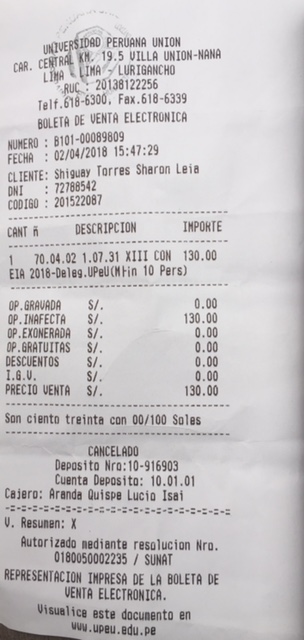 UNIVERSIDAD PERUANA UNION
CAR. CENTRAL KM. 19.5 VILLA UNION-NANA
LIMA LIMA - LURIGANCHO
RUC : 20138122256
Telf.618-6300, Fax.618-6339
BOLETA DE VENTA ELECTRONICA
NUMERO : B101-00089809
FECHA : 02/04/2018 15:47:29
CLIENTE: Shiguay Torres Sharon Leia
DNI : 72788542
CODIGO : 201522087
CANT ñ DESCRIPCION IMPORTE
1 70.04.02 1.07.31 XIII CON 130.00
EIA 2018-Deleg.UPeU(Min 10 Pers)
OP.GRAVADA S/. 0.00
OP.INAFECTA S/. 130.00
OP.EXONERADA S/. 0.00
OP.GRATUITAS S/. 0.00
DESCUENTOS S/. 0.00
I.G.V. S/. 0.00
PRECIO VENTA S/. 130.00
Son ciento treinta con 00/100 Soles
CANCELADO
Deposito Nro:10-916903
Cuenta Deposito: 10.01.01
Cajero: Aranda Quispe Lucio Isai
V. Resumen: X
Autorizado mediante resolucion Nro.
0180050002235 / SUNAT
REPRESENTACION IMPRESA DE LA BOLETA DE
VENTA ELECTRONICA.
Visualice este documento en
www.upeu.edu.pe